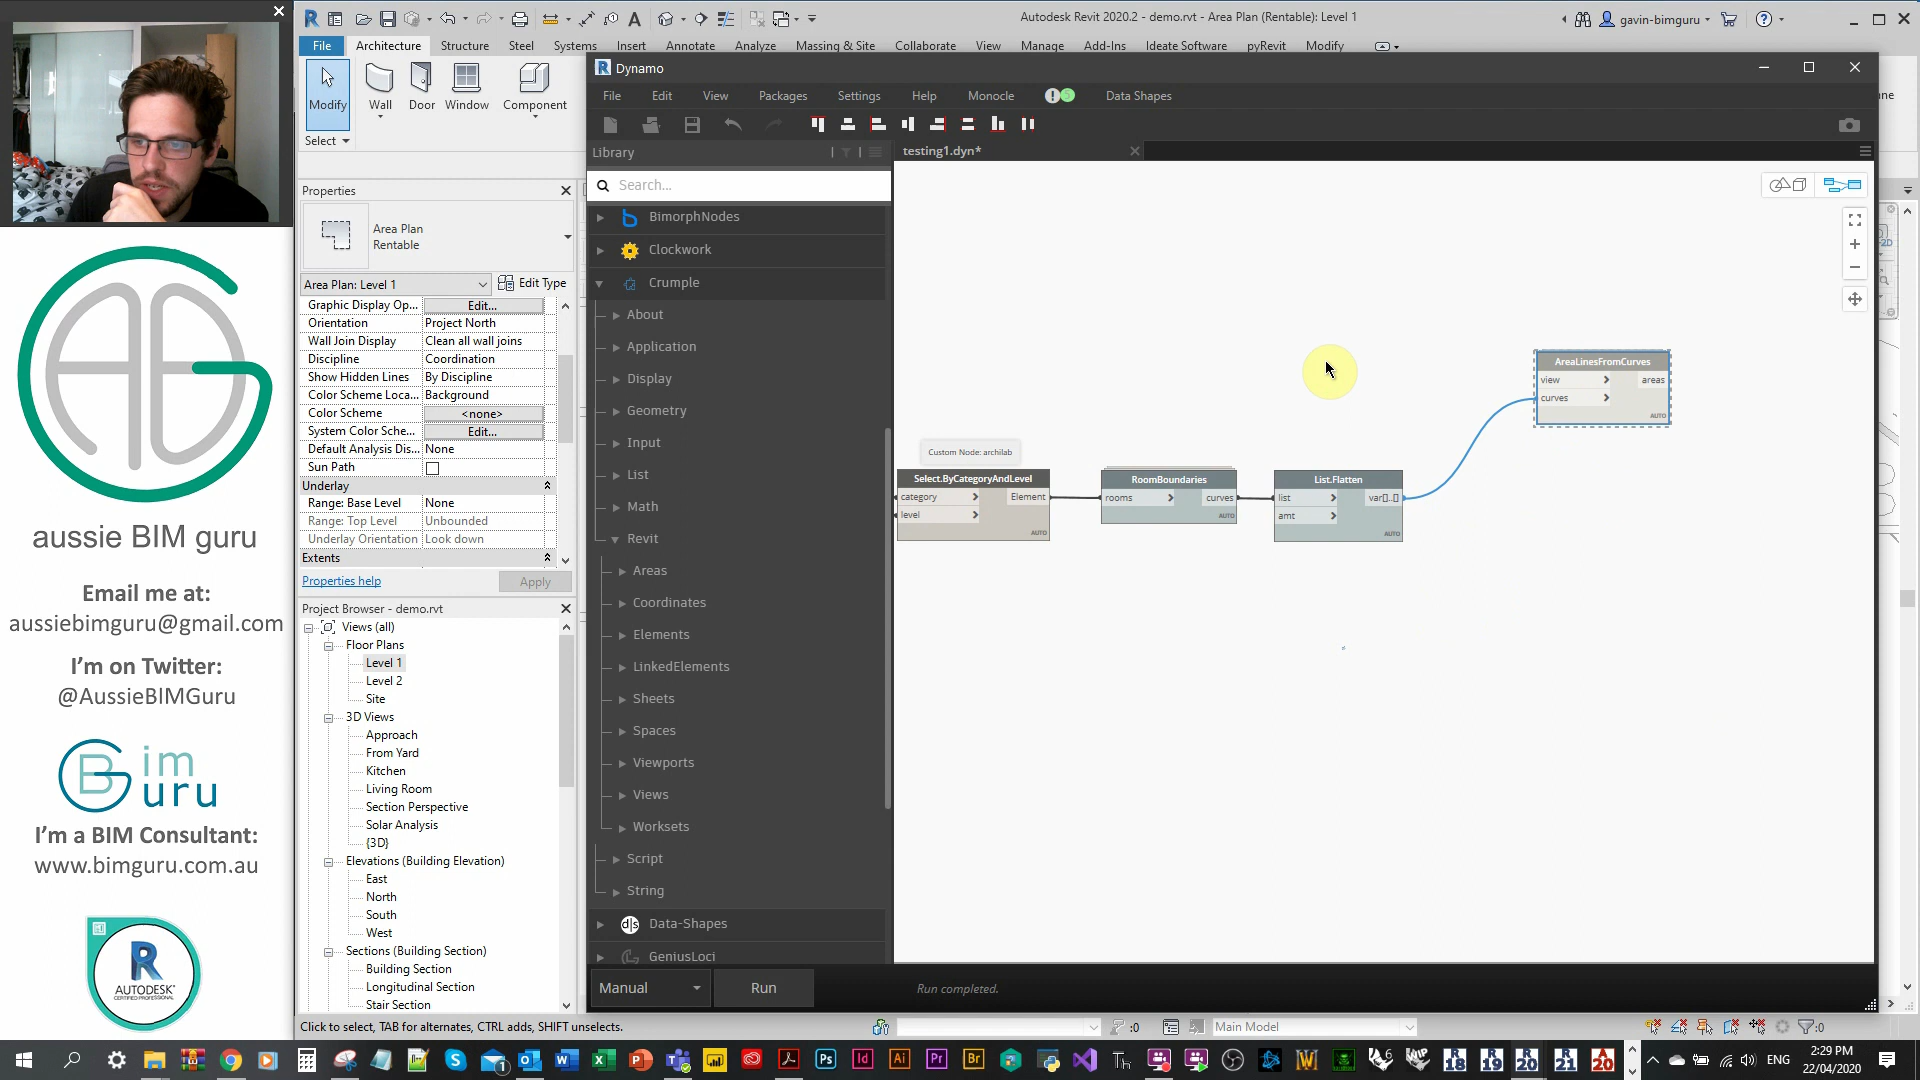 Autodesk Revit 2020.2 - demo.rvt - Area Plan (Rentable): Level 1
gavin-bimguru
File
Architecture
Structure
Steel
Systems
Insert
Annotate
Analyze
Massing & Site
Collaborate
View
Manage
Add-Ins
Ideate Software
pyRevit
Modify
Modify
Wall
Door
Window
Component
Select
Properties
Area Plan
Rentable
Area Plan: Level 1
Edit Type
Graphic Display Op... Edit...
Orientation Project North
Wall Join Display Clean all wall joins
Discipline Coordination
Show Hidden Lines By Discipline
Color Scheme Loca... Background
Color Scheme <none>
System Color Sche... Edit...
Default Analysis Dis... None
Sun Path
Underlay
Range: Base Level None
Range: Top Level Unbounded
Underlay Orientation Look down
Extents
Properties help
Apply
Project Browser - demo.rvt
Views (all)
Floor Plans
Level 1
Level 2
Site
3D Views
Approach
From Yard
Kitchen
Living Room
Section Perspective
Solar Analysis
{3D}
Elevations (Building Elevation)
East
North
South
West
Sections (Building Section)
Building Section
Longitudinal Section
Stair Section
Click to select, TAB for alternates, CTRL adds, SHIFT unselects.
:0
Main Model
:0
Dynamo
File
Edit
View
Packages
Settings
Help
Monocle
Data Shapes
Library
testing1.dyn*
Search...
BimorphNodes
Clockwork
Crumple
About
Application
Display
Geometry
Input
List
Math
Revit
Areas
Coordinates
Elements
LinkedElements
Sheets
Spaces
Viewports
Views
Worksets
Script
String
Data-Shapes
GeniusLoci
Manual
Run
Run completed.
Custom Node: archilab
Select.ByCategoryAndLevel
category > Element
level >
AUTO
RoomBoundaries
rooms > curves
AUTO
List.Flatten
list > var[]..[]
amt >
AUTO
AreaLinesFromCurves
view > areas
curves >
AUTO
aussie BIM guru
Email me at:
aussiebimguru@gmail.com
I'm on Twitter:
@AussieBIMGuru
im
uru
I'm a BIM Consultant:
www.bimguru.com.au
R
AUTODESK
CERTIFIED PROFESSIONAL
ENG
2:29 PM
22/04/2020